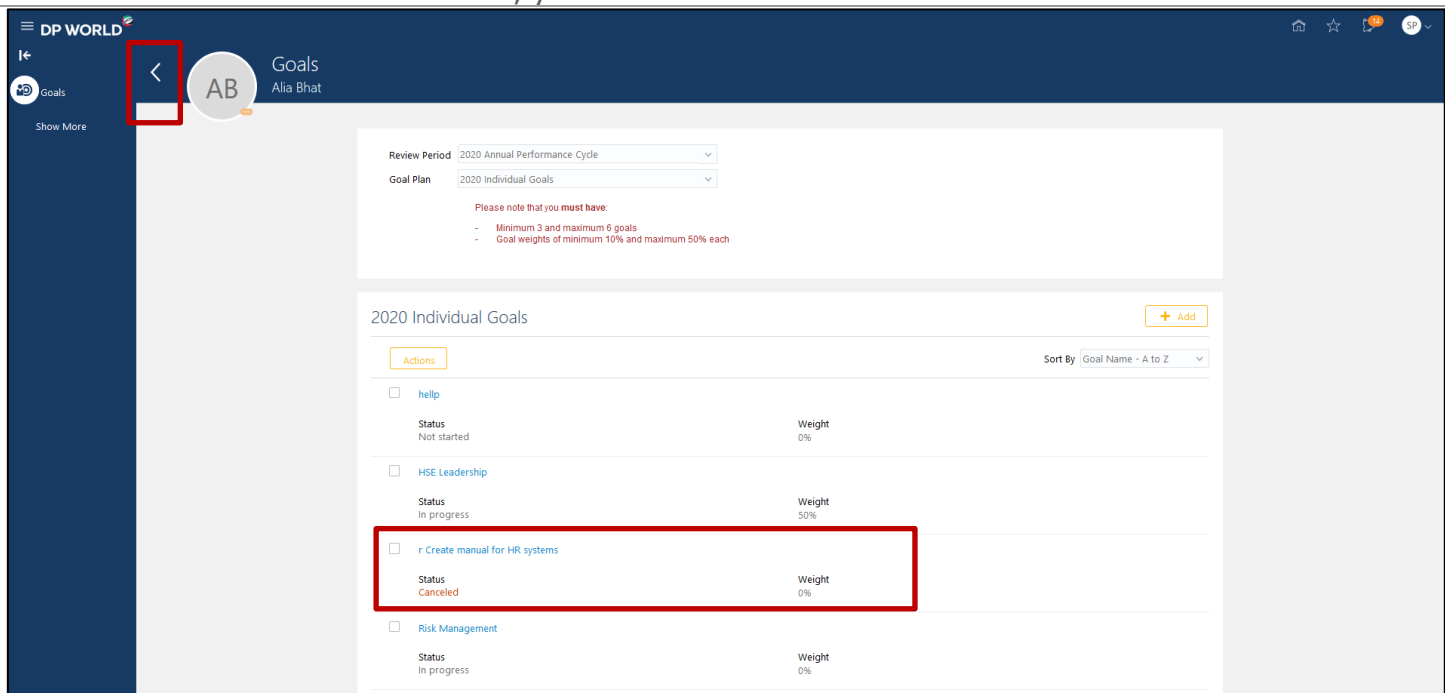 DP WORLD
14
SP
Goals
Show More
AB
Goals
Alia Bhat
Review Period 2020 Annual Performance Cycle
Goal Plan 2020 Individual Goals
Please note that you must have:
- Minimum 3 and maximum 6 goals
- Goal weights of minimum 10% and maximum 50% each
2020 Individual Goals
+ Add
Actions
Sort By Goal Name - A to Z
hellp
Status Weight
Not started 0%
HSE Leadership
Status Weight
In progress 50%
r Create manual for HR systems
Status Weight
Canceled 0%
Risk Management
Status Weight
In progress 0%